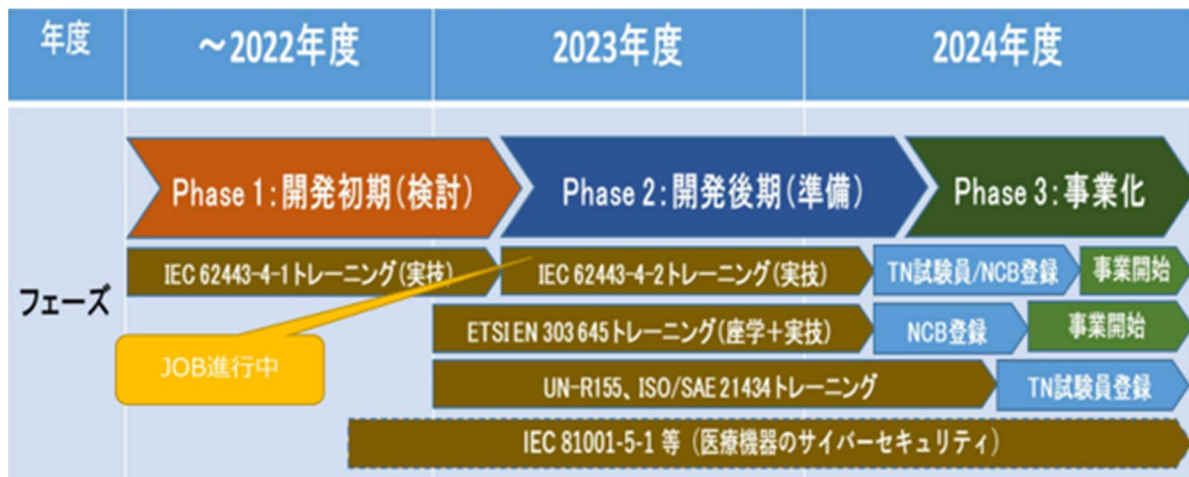 年度
～2022年度
2023年度
2024年度
Phase 1:開発初期(検討)
Phase 2:開発後期(準備)
Phase 3:事業化
フェーズ
IEC 62443-4-1トレーニング(実技)
IEC 62443-4-2トレーニング(実技)
TN試験員/NCB登録
事業開始
ETSI EN 303 645トレーニング(座学＋実技)
NCB登録
事業開始
JOB進行中
UN-R155、ISO/SAE 21434トレーニング
TN試験員登録
IEC 81001-5-1 等（医療機器のサイバーセキュリティ）